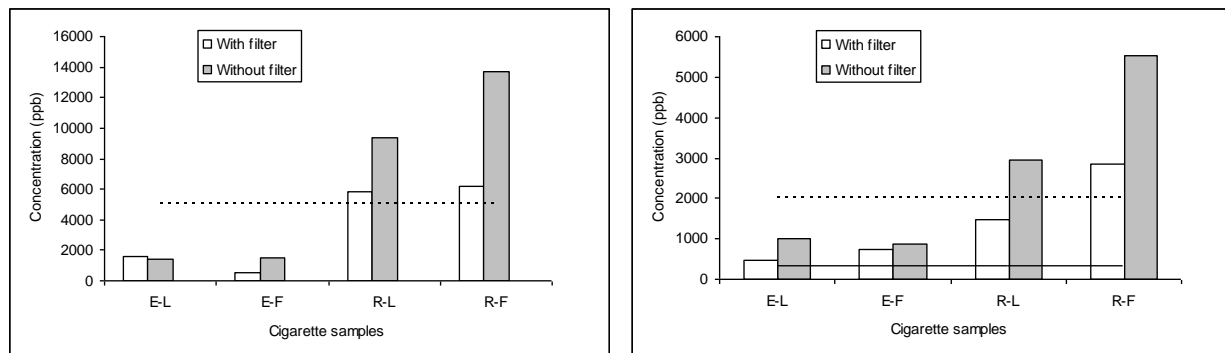 With filter
Without filter
Concentration (ppb)
16000
14000
12000
10000
8000
6000
4000
2000
0
E-L E-F R-L R-F
Cigarette samples
With filter
Without filter
Concentration (ppb)
6000
5000
4000
3000
2000
1000
0
E-L E-F R-L R-F
Cigarette samples